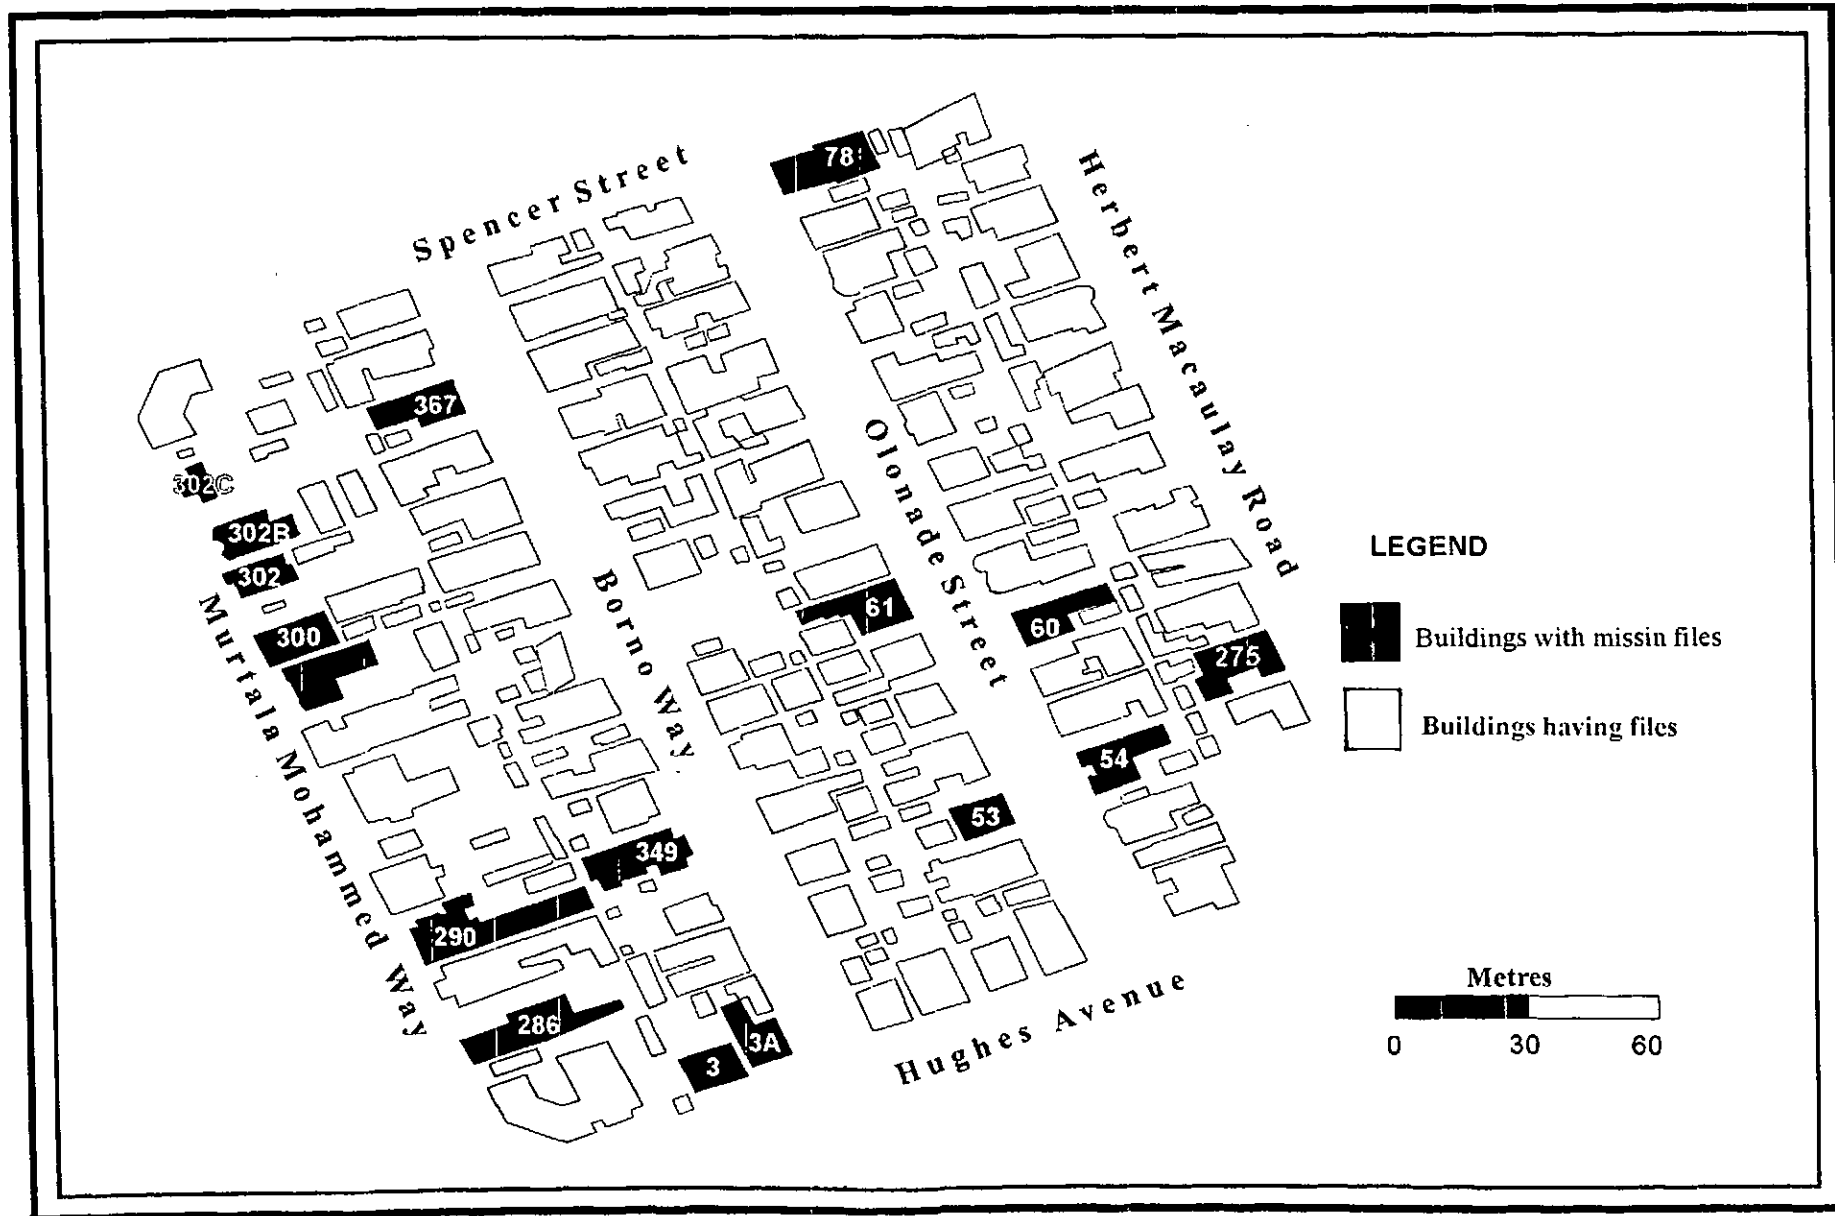 Spencer Street
78
Herbert Macaulay Road
367
302C
302B
302
300
Murtala Mohammed Way
Borno Way
61
Olonade Street
60
275
54
53
349
290
286
3A
3
Hughes Avenue
LEGEND
Buildings with missin files
Buildings having files
Metres
0 30 60